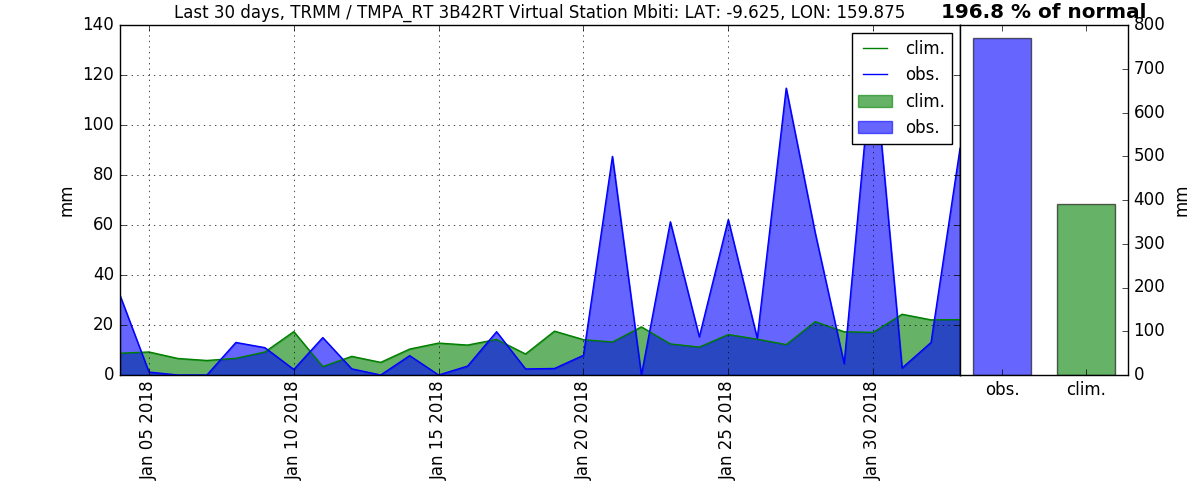 Last 30 days, TRMM / TMPA_RT 3B42RT Virtual Station Mbiti: LAT: -9.625, LON: 159.875
196.8 % of normal
140
120
100
80
60
40
20
0
mm
clim.
obs.
clim.
obs.
Jan 05 2018
Jan 10 2018
Jan 15 2018
Jan 20 2018
Jan 25 2018
Jan 30 2018
800
700
600
500
400
300
200
100
0
mm
obs.
clim.